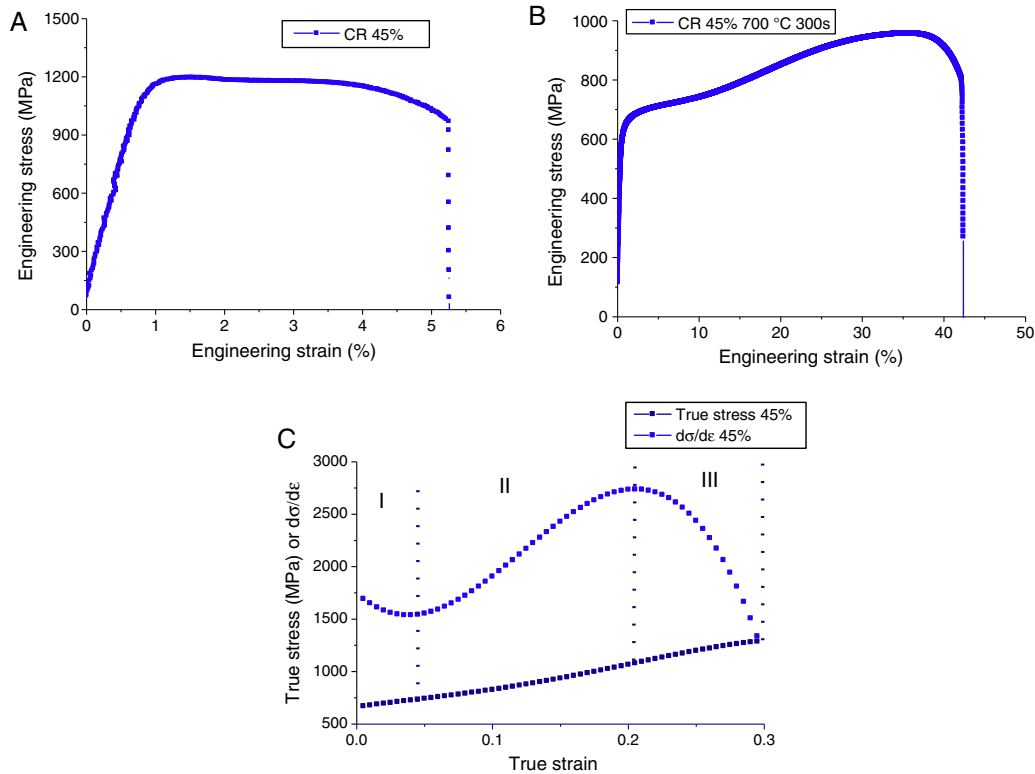 A
CR 45%
1500
1200
900
600
300
0
0 1 2 3 4 5 6
Engineering stress (MPa)
Engineering strain (%)
B
CR 45% 700 °C 300s
1000
800
600
400
200
0
0 10 20 30 40 50
Engineering stress (MPa)
Engineering strain (%)
C
True stress 45%
dσ/dε 45%
3000
2500
2000
1500
1000
500
I II III
0.0 0.1 0.2 0.3
True stress (MPa) or dσ/dε
True strain